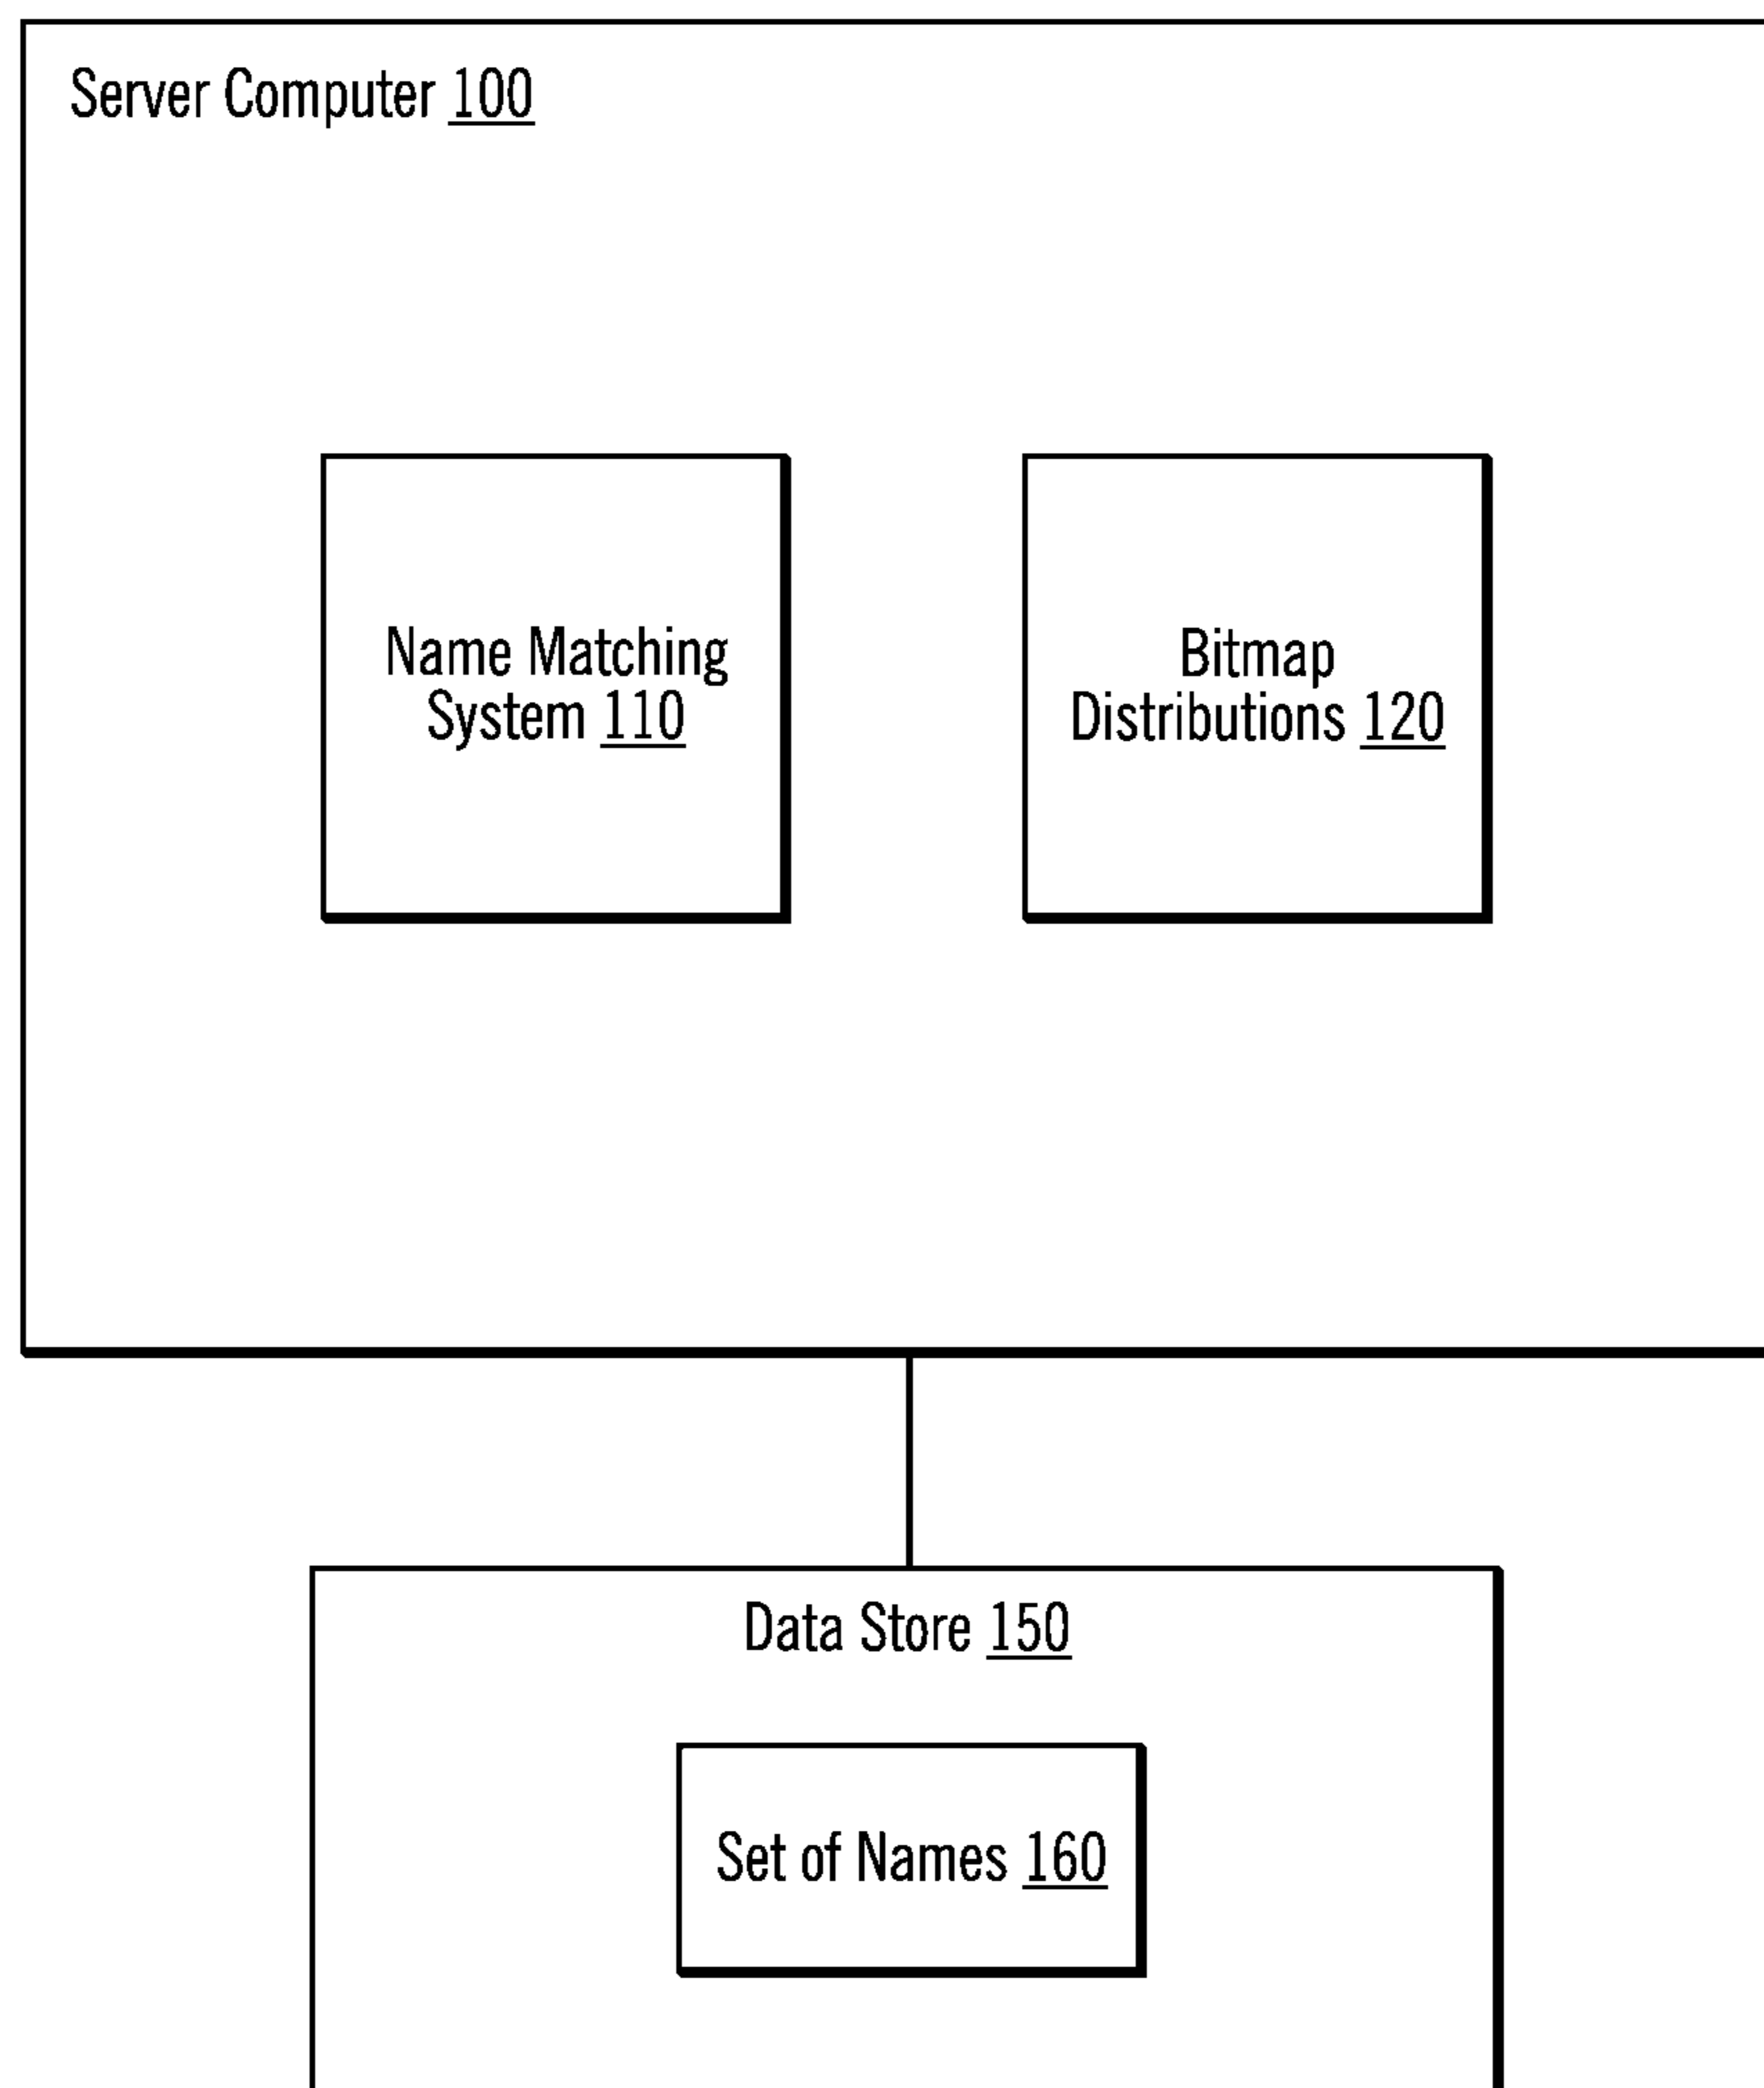 Server Computer 100
Name Matching
System 110
Bitmap
Distributions 120
Data Store 150
Set of Names 160